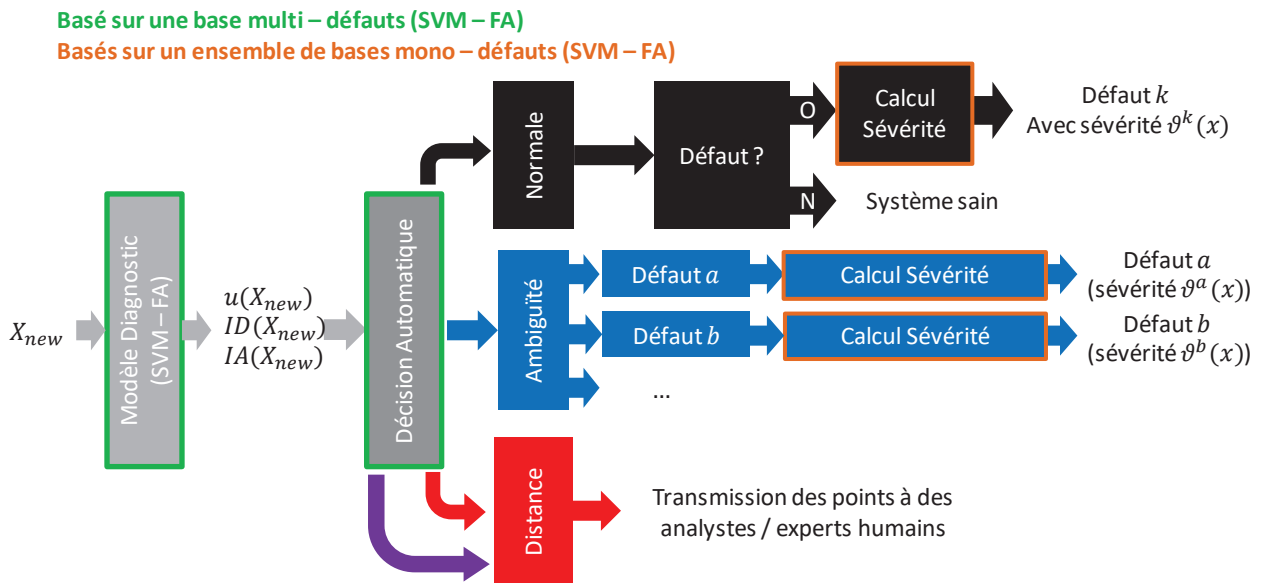 Basé sur une base multi – défauts (SVM – FA)
Basés sur un ensemble de bases mono – défauts (SVM – FA)
X_new
Modèle Diagnostic
(SVM – FA)
u(X_new)
ID(X_new)
IA(X_new)
Décision Automatique
Normale
Défaut ?
O
Calcul
Sévérité
Défaut k
Avec sévérité ϑ^k(x)
N
Système sain
Ambiguïté
Défaut a
Calcul Sévérité
Défaut a
(sévérité ϑ^a(x))
Défaut b
Calcul Sévérité
Défaut b
(sévérité ϑ^b(x))
...
Distance
Transmission des points à des
analystes / experts humains